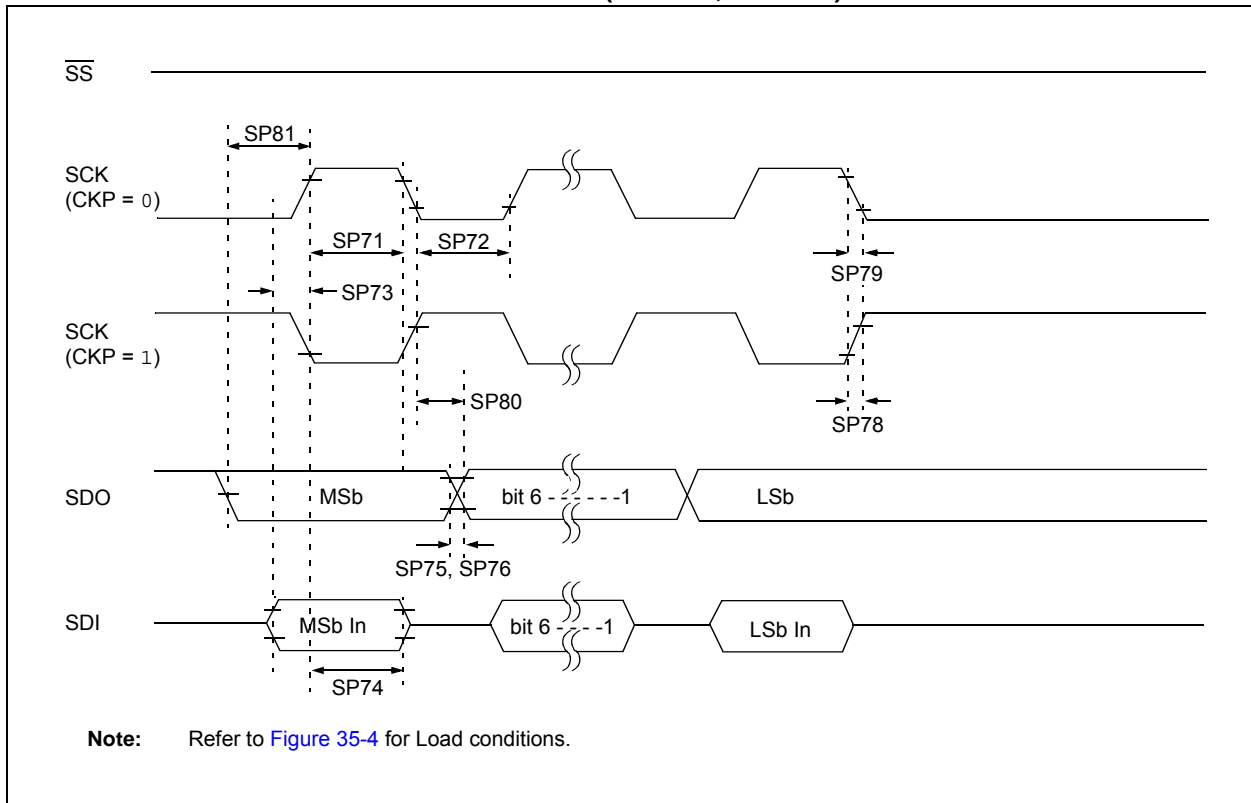 SS
SP81
SCK
(CKP = 0)
SP71
SP72
SP79
SP73
SCK
(CKP = 1)
SP80
SP78
SDO
MSb
bit 6 - - - - - -1
LSb
SP75, SP76
SDI
MSb In
bit 6 - - - -1
LSb In
SP74
Note: Refer to Figure 35-4 for Load conditions.